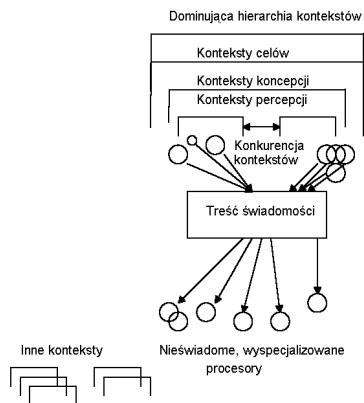 Dominująca hierarchia kontekstów
Konteksty celów
Konteksty koncepcji
Konteksty percepcji
Konkurencja
kontekstów
Treść świadomości
Inne konteksty
Nieświadome, wyspecjalizowane
procesory